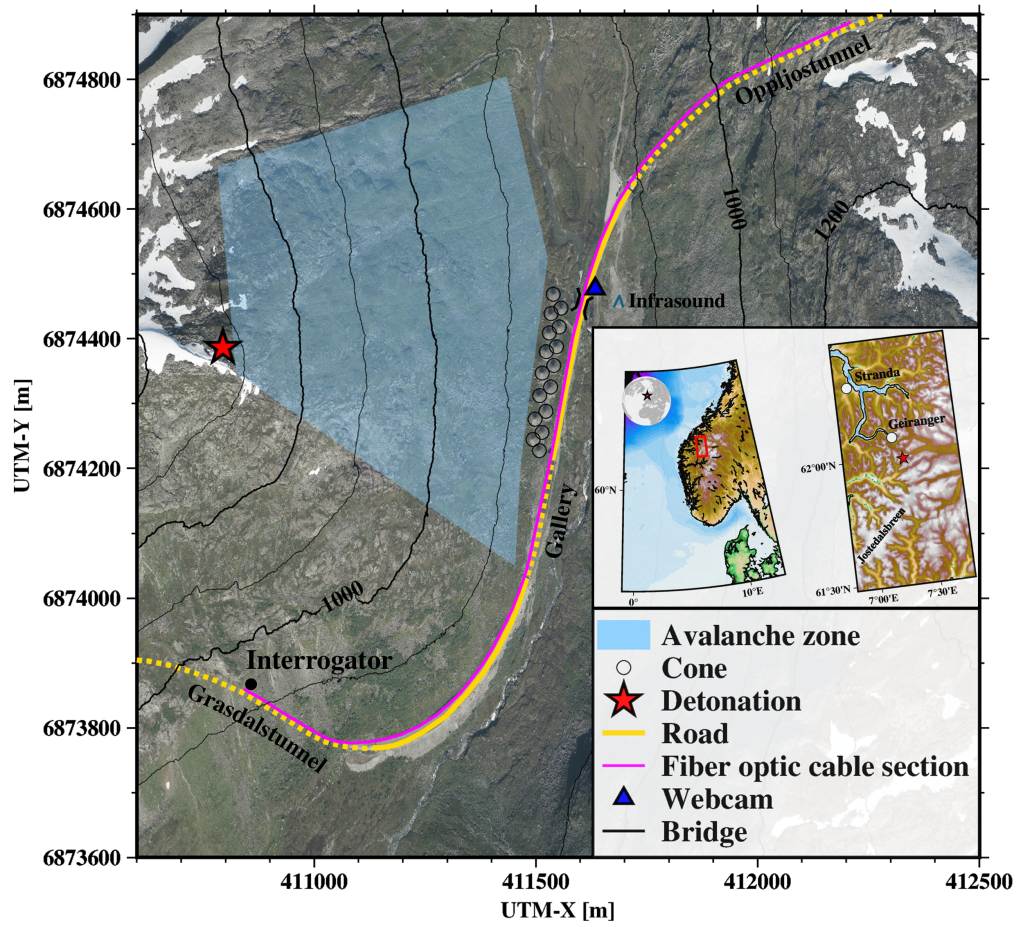 6874800
6874600
6874400
6874200
6874000
6873800
6873600
UTM-Y [m]
411000
411500
412000
412500
UTM-X [m]
Oppljostunnel
1000
1200
Infrasound
Gallery
1000
Interrogator
Grasdalstunnel
60°N
0°
10°E
Stranda
Geiranger
62°00'N
Jostedalsbreen
61°30'N
7°00'E
7°30'E
Avalanche zone
Cone
Detonation
Road
Fiber optic cable section
Webcam
Bridge